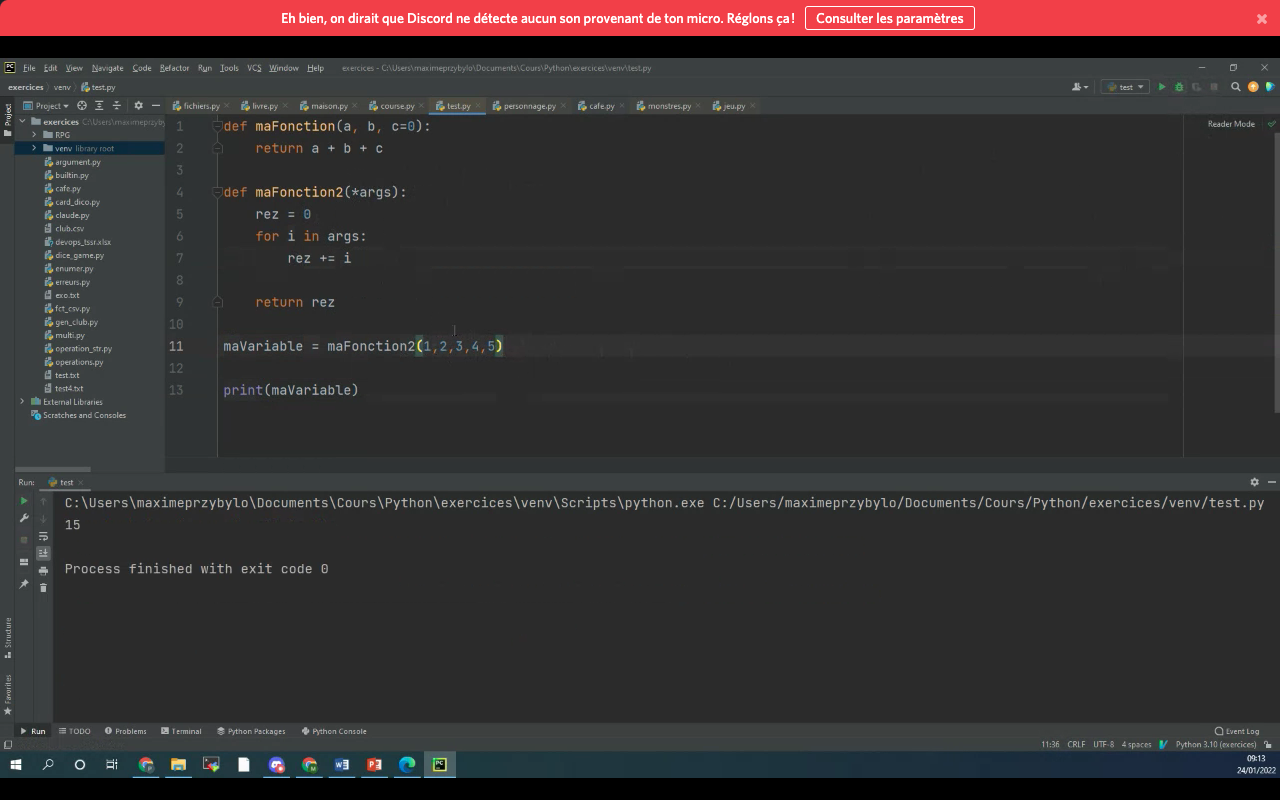 Eh bien, on dirait que Discord ne détecte aucun son provenant de ton micro. Réglons ça ! Consulter les paramètres
File Edit View Navigate Code Refactor Run Tools VCS Window Help exercices - C:\Users\maximeprzybylo\Documents\Cours\Python\exercices\venv\test.py
exercices venv test.py test
Project fichiers.py livre.py maison.py course.py test.py personnage.py cafe.py monstres.py jeu.py
Reader Mode
Project
exercices C:\Users\maximeprzyb
RPG
venv library root
argument.py
builtin.py
cafe.py
card_dico.py
claude.py
club.csv
devops_tssr.xlsx
dice_game.py
enumer.py
erreurs.py
exo.txt
fct_csv.py
gen_club.py
multi.py
operation_str.py
operations.py
test.txt
test4.txt
External Libraries
Scratches and Consoles
1 def maFonction(a, b, c=0):
2 return a + b + c
3
4 def maFonction2(*args):
5 rez = 0
6 for i in args:
7 rez += i
8
9 return rez
10
11 maVariable = maFonction2(1,2,3,4,5)
12
13 print(maVariable)
Run: test
C:\Users\maximeprzybylo\Documents\Cours\Python\exercices\venv\Scripts\python.exe C:/Users/maximeprzybylo/Documents/Cours/Python/exercices/venv/test.py
15
Process finished with exit code 0
Structure
Favorites
Run TODO Problems Terminal Python Packages Python Console Event Log
11:36 CRLF UTF-8 4 spaces Python 3.10 (exercices)
09:13
24/01/2022